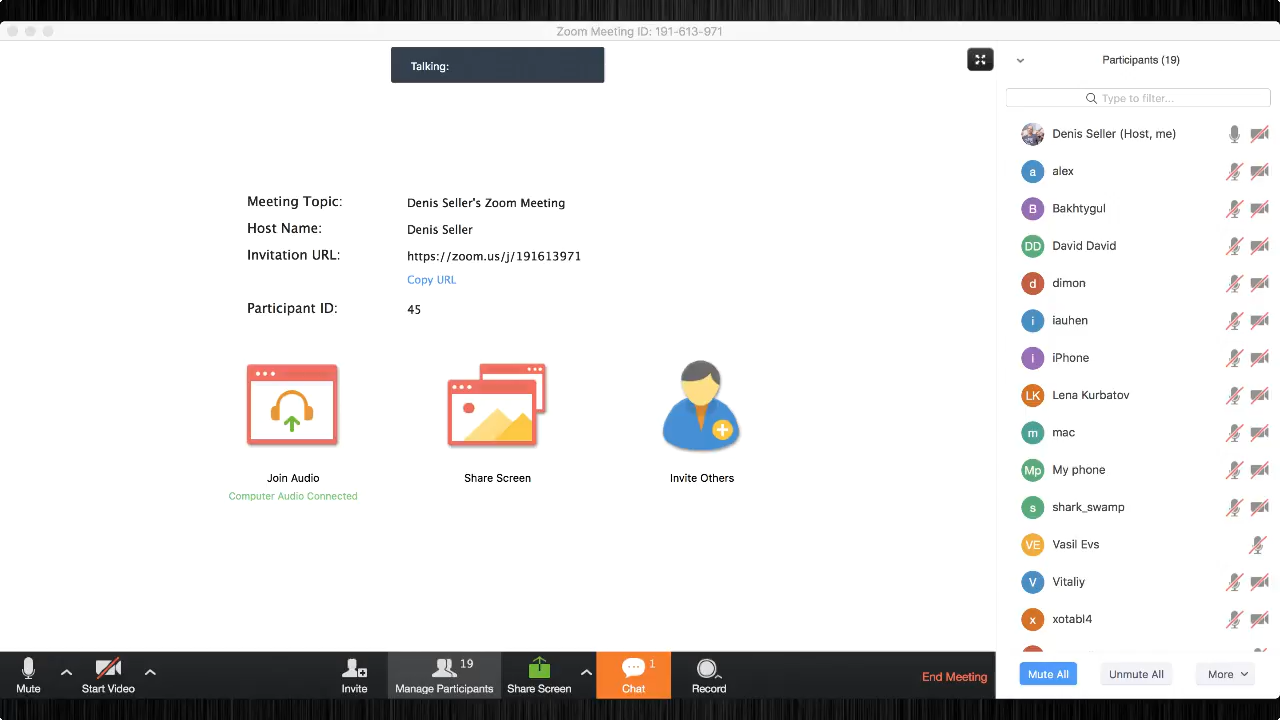 Zoom Meeting ID: 191-613-971
Talking:
Meeting Topic: Denis Seller's Zoom Meeting
Host Name: Denis Seller
Invitation URL: https://zoom.us/j/191613971
Copy URL
Participant ID: 45
Join Audio
Computer Audio Connected
Share Screen
Invite Others
Participants (19)
Type to filter...
Denis Seller (Host, me)
a alex
B Bakhtygul
DD David David
d dimon
i iauhen
i iPhone
LK Lena Kurbatov
m mac
Mp My phone
s shark_swamp
VE Vasil Evs
V Vitaliy
x xotabl4
Mute
Start Video
Invite
19
Manage Participants
Share Screen
1
Chat
Record
End Meeting
Mute All
Unmute All
More